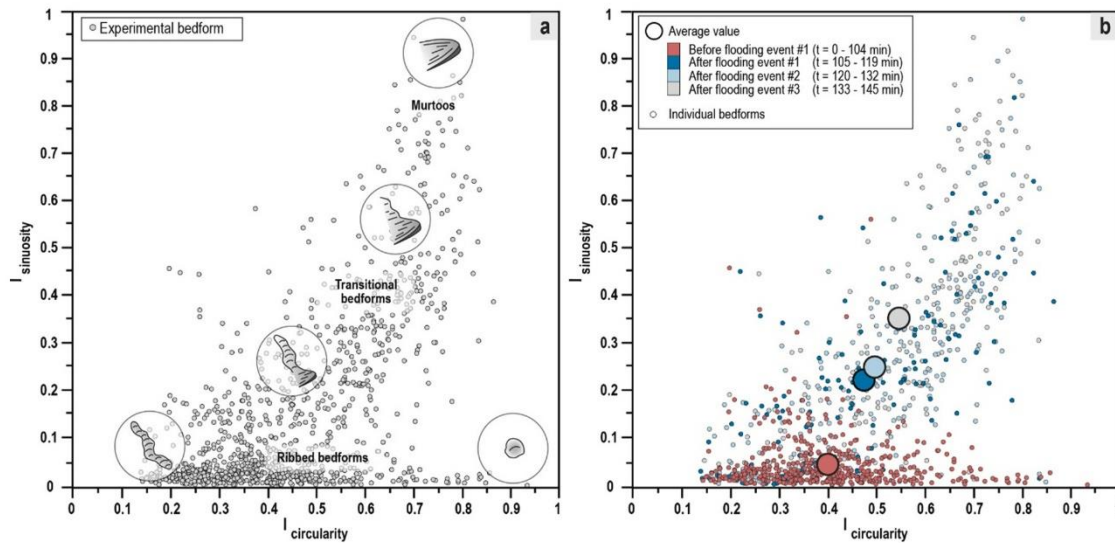 Experimental bedform
a
Murtoos
Transitional
bedforms
Ribbed bedforms
1
0.9
0.8
0.7
0.6
0.5
0.4
0.3
0.2
0.1
0
I sinuosity
0 0.1 0.2 0.3 0.4 0.5 0.6 0.7 0.8 0.9 1
I circularity
b
Average value
Before flooding event #1 (t = 0 - 104 min)
After flooding event #1 (t = 105 - 119 min)
After flooding event #2 (t = 120 - 132 min)
After flooding event #3 (t = 133 - 145 min)
Individual bedforms
1
0.9
0.8
0.7
0.6
0.5
0.4
0.3
0.2
0.1
0
I sinuosity
0 0.1 0.2 0.3 0.4 0.5 0.6 0.7 0.8 0.9 1
I circularity